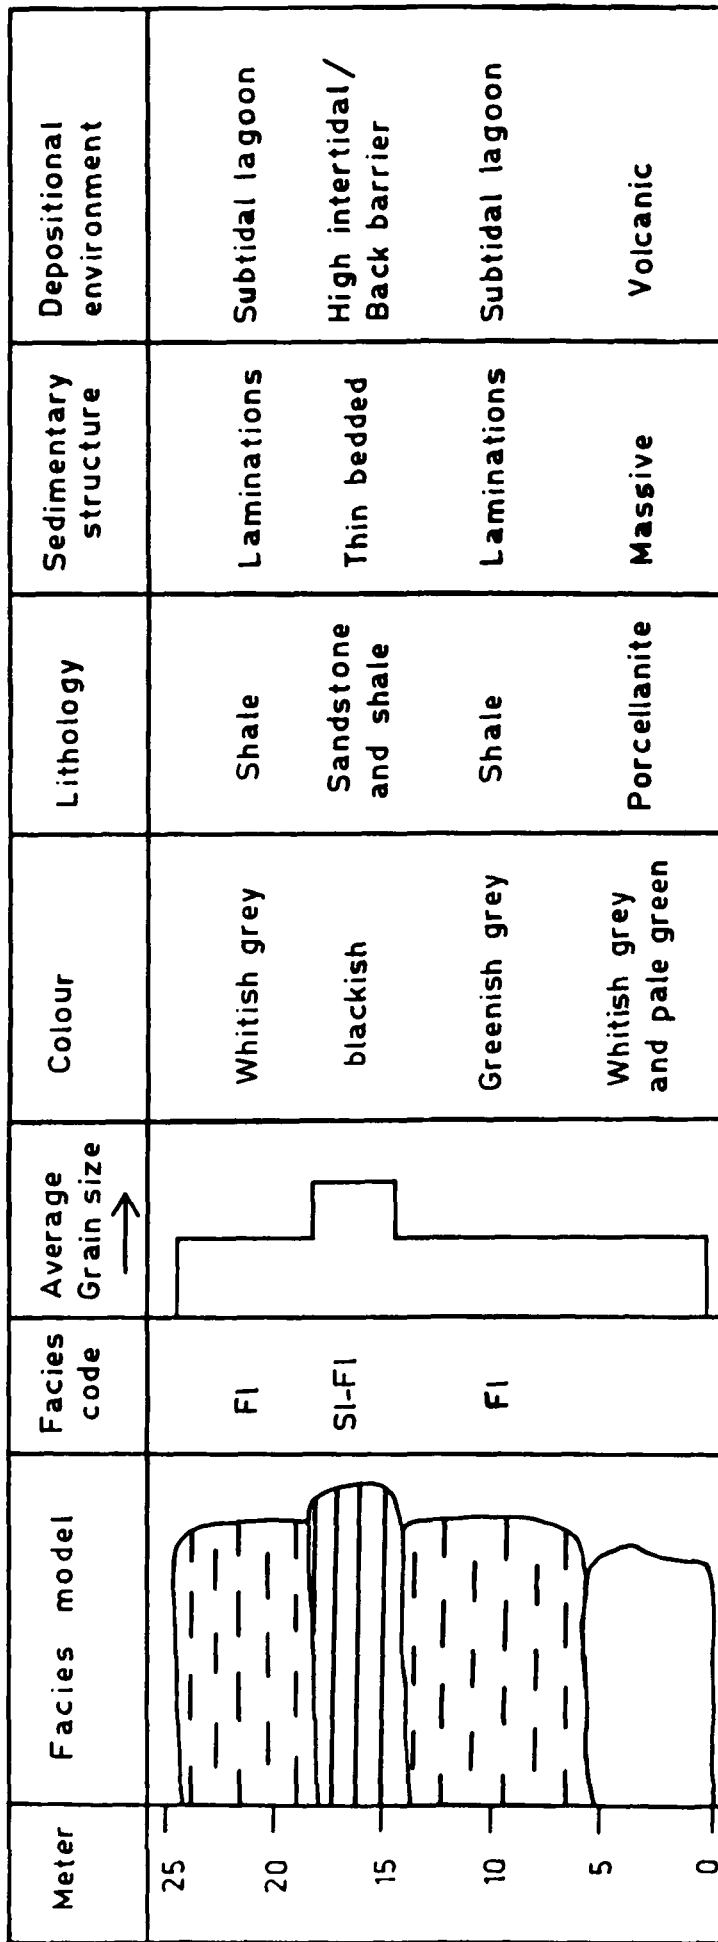 Meter
Facies model
Facies
code
Average
Grain size
Colour
Lithology
Sedimentary
structure
Depositional
environment
25
20
15
10
5
0
Fl
Whitish grey
Shale
Laminations
Subtidal lagoon
Sl-Fl
blackish
Sandstone
and shale
Thin bedded
High intertidal /
Back barrier
Fl
Greenish grey
Shale
Laminations
Subtidal lagoon
Whitish grey
and pale green
Porcellanite
Massive
Volcanic